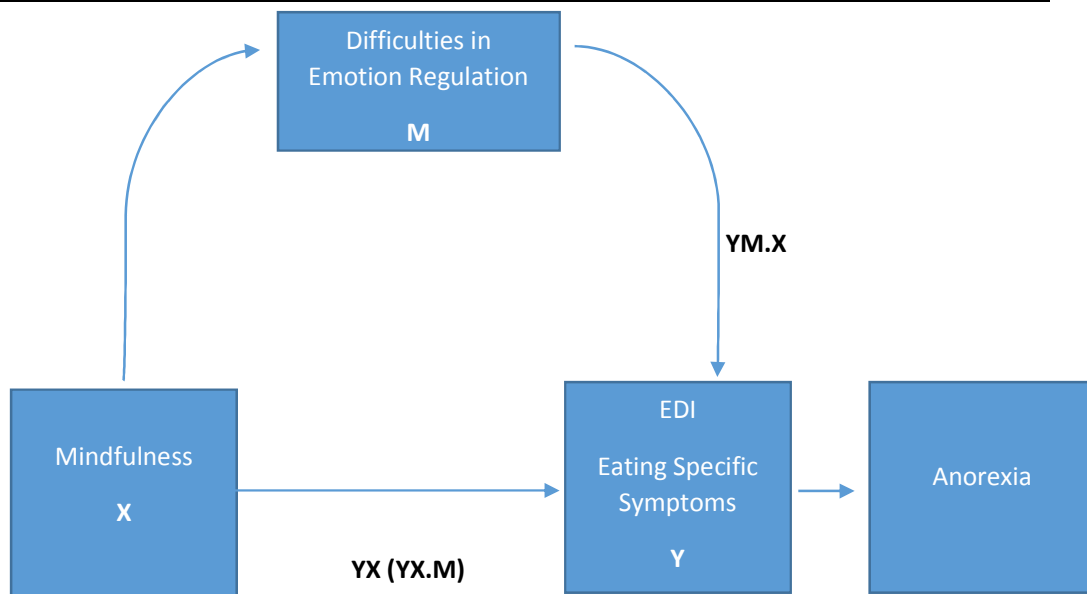 Difficulties in
Emotion Regulation
M
YM.X
Mindfulness
X
YX (YX.M)
EDI
Eating Specific
Symptoms
Y
Anorexia